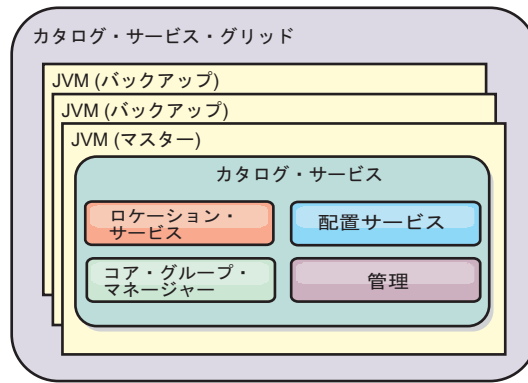 カタログ・サービス・グリッド
JVM (バックアップ)
JVM (バックアップ)
JVM (マスター)
カタログ・サービス
ロケーション・
サービス
配置サービス
コア・グループ・
マネージャー
管理